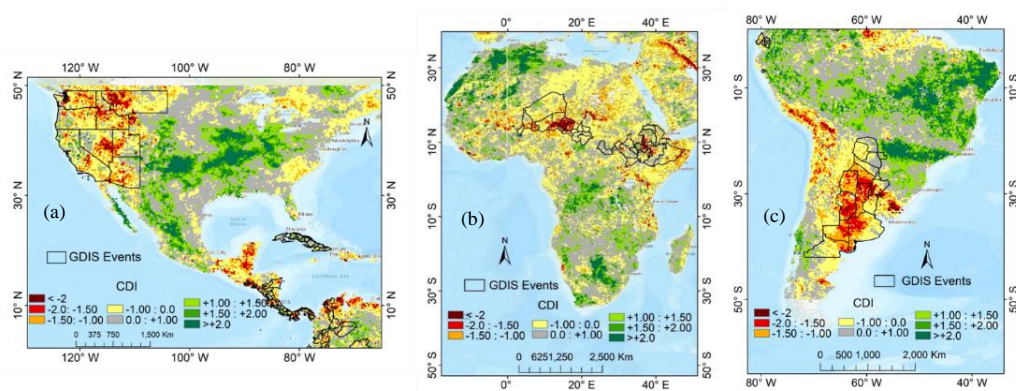 120° W 100° W 80° W
50° N
30° N
10° N
50° N
30° N
10° N
(a)
N
GDIS Events
CDI
< -2
-2.0: -1.50
-1.50: -1.00
-1.00 : 0.0
0.0 : +1.00
+1.00 : +1.50
+1.50 : +2.00
>+2.0
0 375 750 1,500 Km
120° W 100° W 80° W
0° 20° E 40° E
30° N
10° N
10° S
30° S
50° S
30° N
10° N
10° S
30° S
50° S
(b)
N
GDIS Events
CDI
< -2
-2.0 : -1.50
-1.50: -1.00
-1.00 : 0.0
0.0 : +1.00
+1.00 : +1.50
+1.50 : +2.00
>+2.0
0 6251,250 2,500 Km
0° 20° E 40° E
80° W 60° W 40° W
10° S
30° S
50° S
10° S
30° S
50° S
(c)
N
GDIS Events
CDI
< -2
-2.0 : -1.50
-1.50: -1.00
-1.00 : 0.0
0.0 : +1.00
+1.00 : +1.50
+1.50 : +2.00
>+2.0
0 500 1,000 2,000 Km
80° W 60° W 40° W